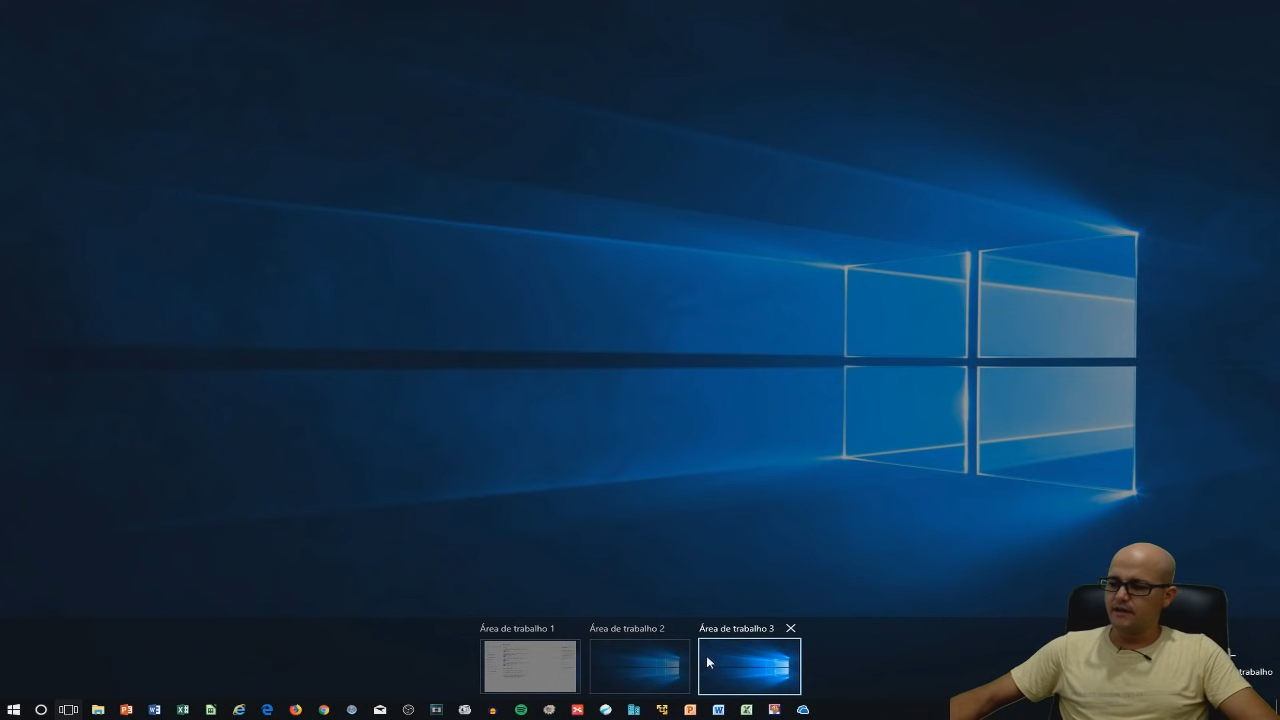 Área de trabalho 1
Área de trabalho 2
Área de trabalho 3
trabalho